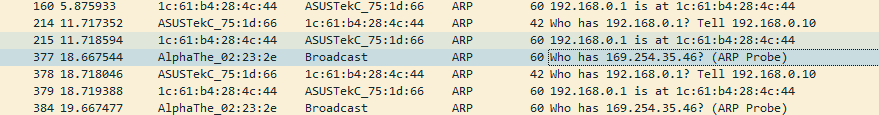 160 5.875933 1c:61:b4:28:4c:44 ASUSTekC_75:1d:66 ARP 60 192.168.0.1 is at 1c:61:b4:28:4c:44
214 11.717352 ASUSTekC_75:1d:66 1c:61:b4:28:4c:44 ARP 42 Who has 192.168.0.1? Tell 192.168.0.10
215 11.718594 1c:61:b4:28:4c:44 ASUSTekC_75:1d:66 ARP 60 192.168.0.1 is at 1c:61:b4:28:4c:44
377 18.667544 AlphaThe_02:23:2e Broadcast ARP 60 Who has 169.254.35.46? (ARP Probe)
378 18.718046 ASUSTekC_75:1d:66 1c:61:b4:28:4c:44 ARP 42 Who has 192.168.0.1? Tell 192.168.0.10
379 18.719388 1c:61:b4:28:4c:44 ASUSTekC_75:1d:66 ARP 60 192.168.0.1 is at 1c:61:b4:28:4c:44
384 19.667477 AlphaThe_02:23:2e Broadcast ARP 60 Who has 169.254.35.46? (ARP Probe)